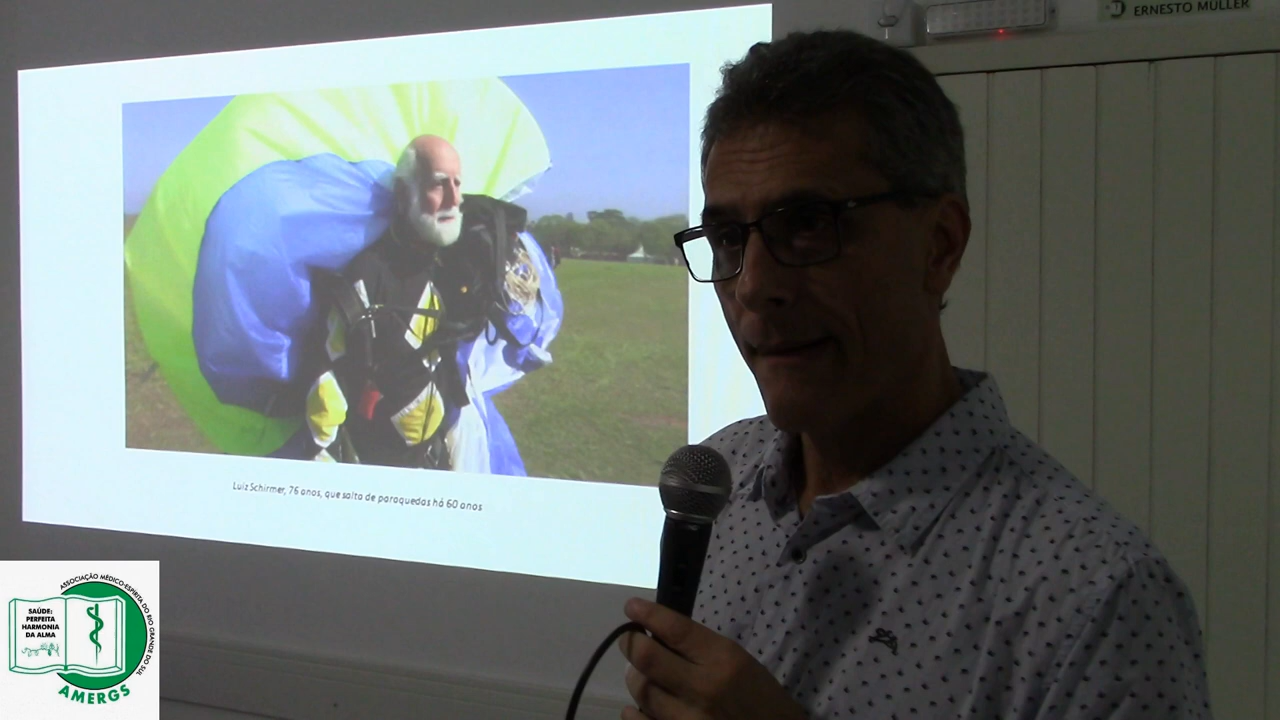 ERNESTO MÜLLER
Luiz Schirmer, 76 anos, que salta de paraquedas há 60 anos
ASSOCIAÇÃO MÉDICO-ESPÍRITA DO RIO GRANDE DO SUL
SAÚDE:
PERFEITA
HARMONIA
DA ALMA
AMERGS